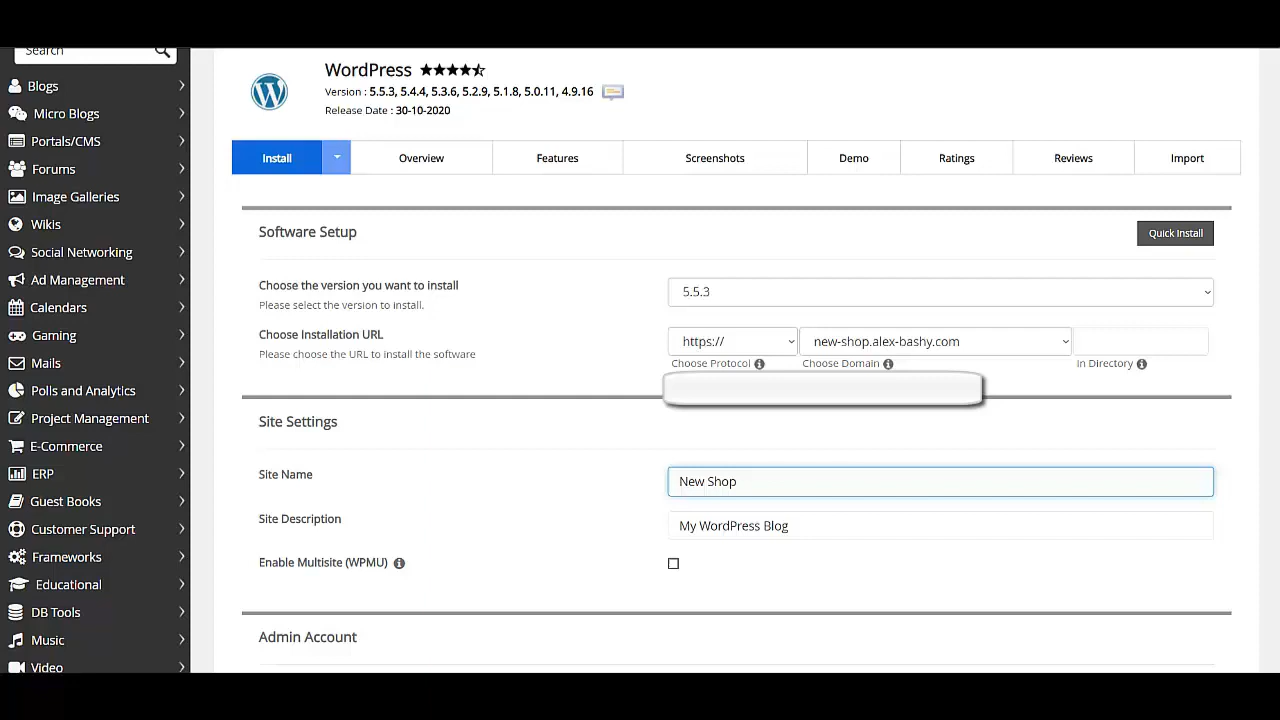 Search
Blogs
Micro Blogs
Portals/CMS
Forums
Image Galleries
Wikis
Social Networking
Ad Management
Calendars
Gaming
Mails
Polls and Analytics
Project Management
E-Commerce
ERP
Guest Books
Customer Support
Frameworks
Educational
DB Tools
Music
Video
WordPress
Version : 5.5.3, 5.4.4, 5.3.6, 5.2.9, 5.1.8, 5.0.11, 4.9.16
Release Date : 30-10-2020
Install Overview Features Screenshots Demo Ratings Reviews Import
Software Setup Quick Install
Choose the version you want to install 5.5.3
Please select the version to install.
Choose Installation URL https:// new-shop.alex-bashy.com
Please choose the URL to install the software Choose Protocol Choose Domain In Directory
Site Settings
Site Name New Shop
Site Description My WordPress Blog
Enable Multisite (WPMU)
Admin Account